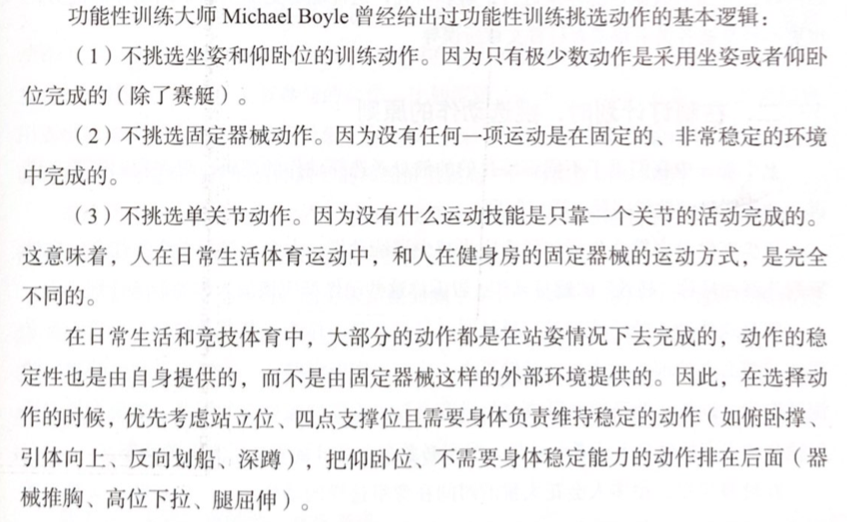 功能性训练大师 Michael Boyle 曾经给出过功能性训练挑选动作的基本逻辑：
（1）不挑选坐姿和仰卧位的训练动作。因为只有极少数动作是采用坐姿或者仰卧
位完成的（除了赛艇）。
（2）不挑选固定器械动作。因为没有任何一项运动是在固定的、非常稳定的环境
中完成的。
（3）不挑选单关节动作。因为没有什么运动技能是只靠一个关节的活动完成的。
这意味着，人在日常生活体育运动中，和人在健身房的固定器械的运动方式，是完全
不同的。
在日常生活和竞技体育中，大部分的动作都是在站姿情况下去完成的，动作的稳
定性也是由自身提供的，而不是由固定器械这样的外部环境提供的。因此，在选择动
作的时候，优先考虑站立位、四点支撑位且需要身体负责维持稳定的动作（如俯卧撑、
引体向上、反向划船、深蹲），把仰卧位、不需要身体稳定能力的动作排在后面（器
械推胸、高位下拉、腿屈伸）。